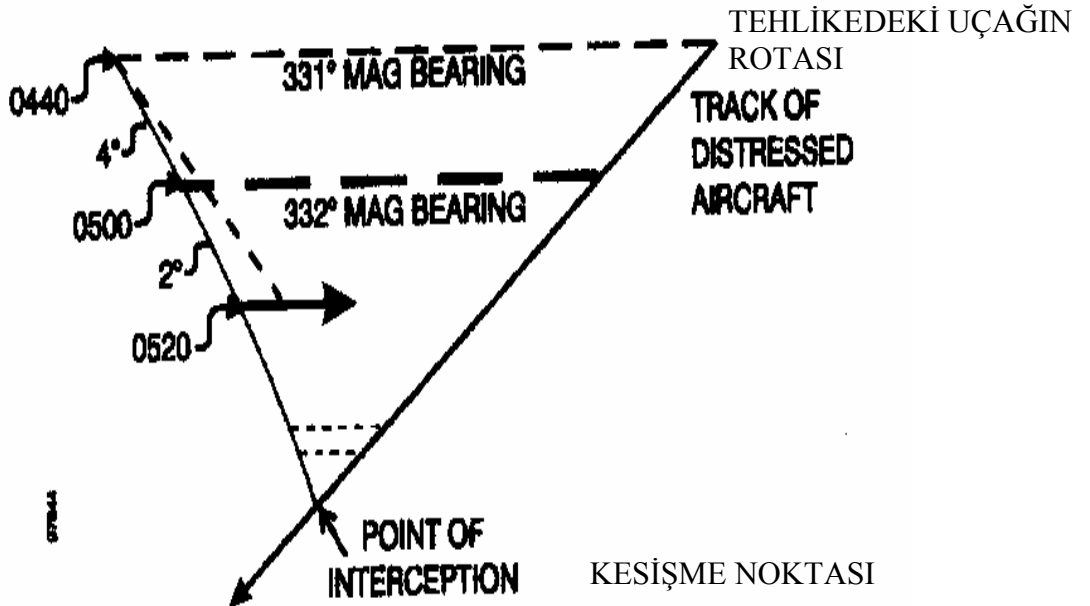 TEHLİKEDEKİ UÇAĞIN
ROTASI
331° MAG BEARING
0440
TRACK OF
DISTRESSED
AIRCRAFT
4°
332° MAG BEARING
0500
2°
0520
POINT OF
INTERCEPTION
KESİŞME NOKTASI